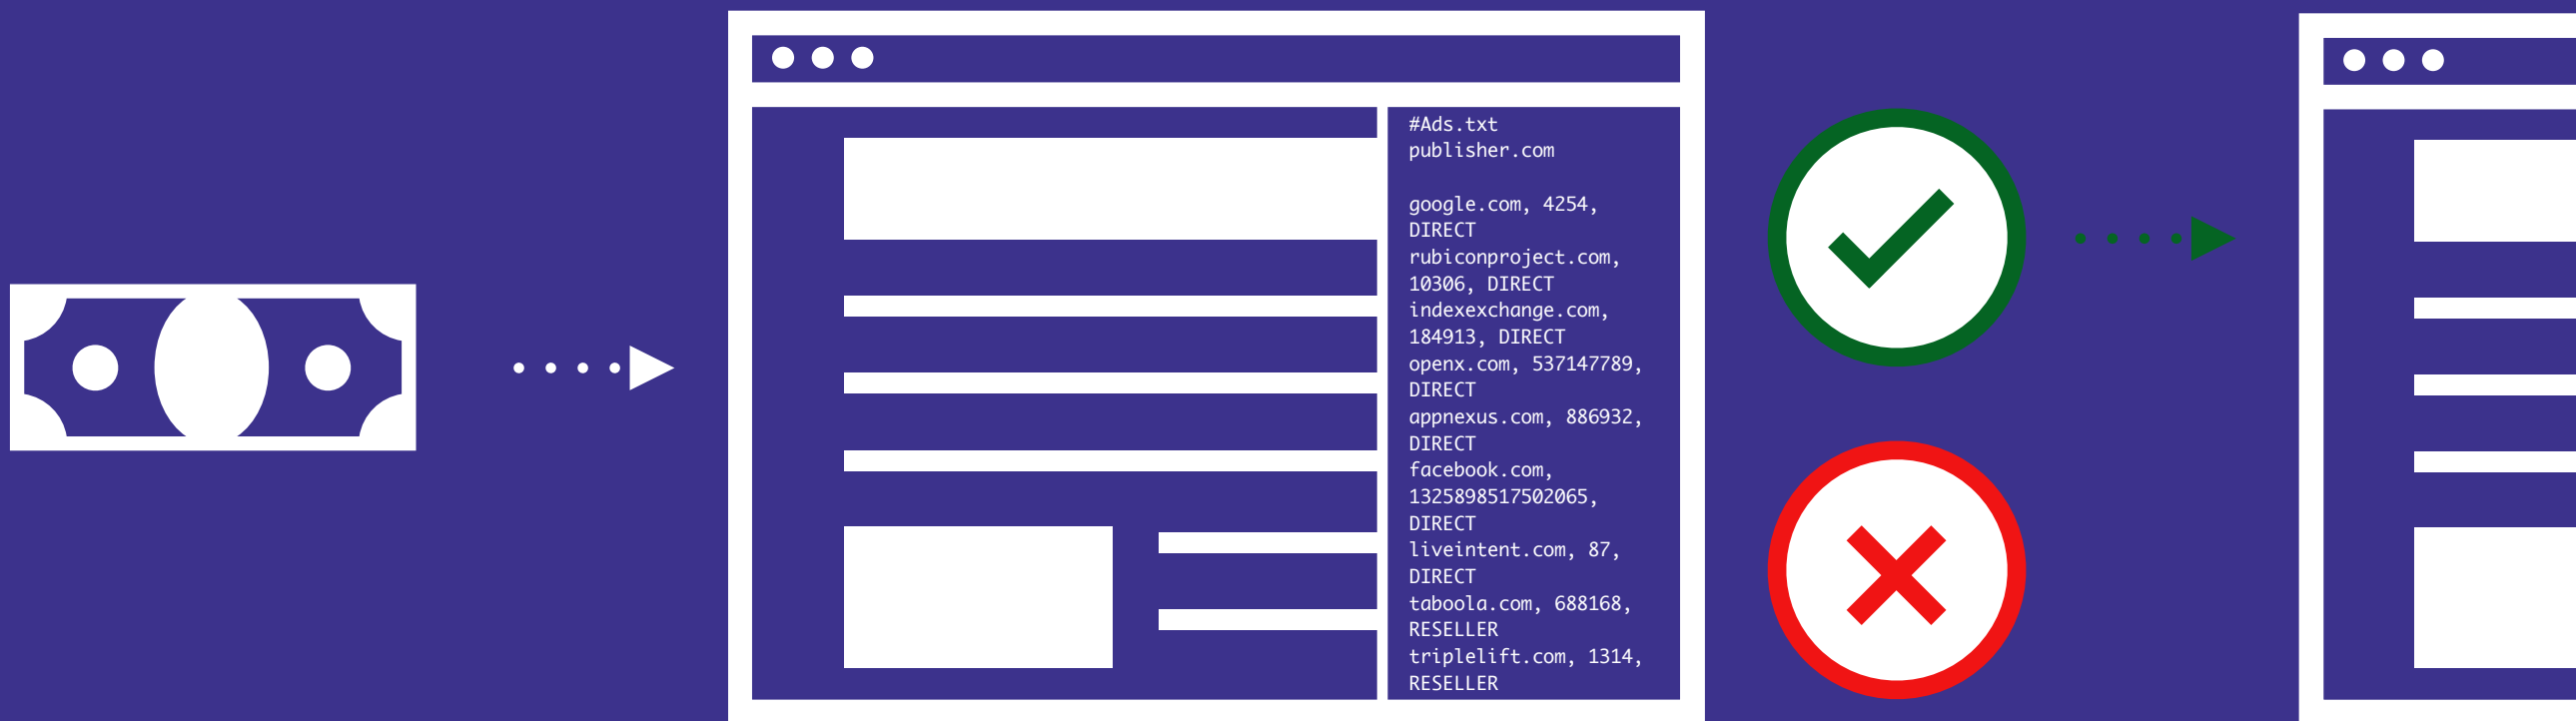 #Ads.txt
publisher.com
google.com, 4254,
DIRECT
rubiconproject.com,
10306, DIRECT
indexexchange.com,
184913, DIRECT
openx.com, 537147789,
DIRECT
appnexus.com, 886932,
DIRECT
facebook.com,
1325898517502065,
DIRECT
liveintent.com, 87,
DIRECT
taboola.com, 688168,
RESELLER
triplelift.com, 1314,
RESELLER